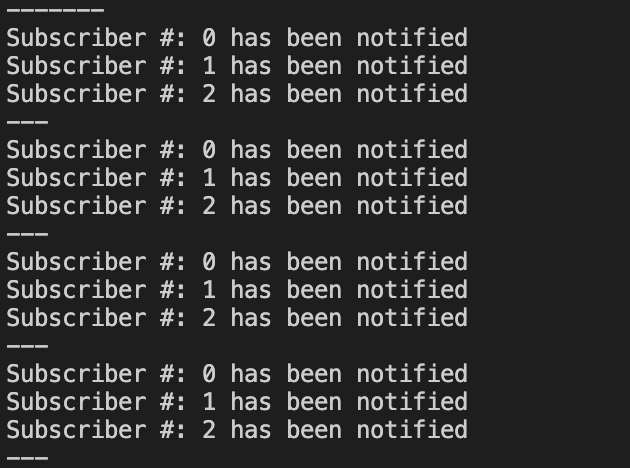 -------
Subscriber #: 0 has been notified
Subscriber #: 1 has been notified
Subscriber #: 2 has been notified
---
Subscriber #: 0 has been notified
Subscriber #: 1 has been notified
Subscriber #: 2 has been notified
---
Subscriber #: 0 has been notified
Subscriber #: 1 has been notified
Subscriber #: 2 has been notified
---
Subscriber #: 0 has been notified
Subscriber #: 1 has been notified
Subscriber #: 2 has been notified
---